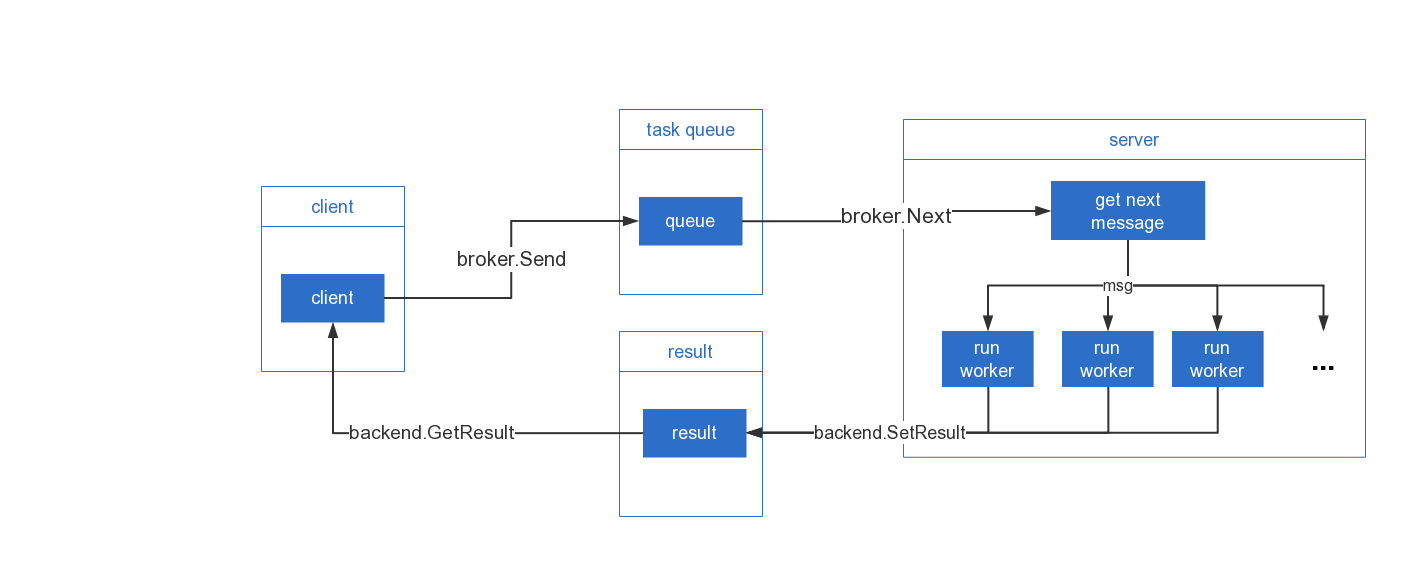 task queue
server
client
queue
broker.Next
get next
message
broker.Send
client
msg
result
run
worker
run
worker
run
worker
...
backend.GetResult
result
backend.SetResult